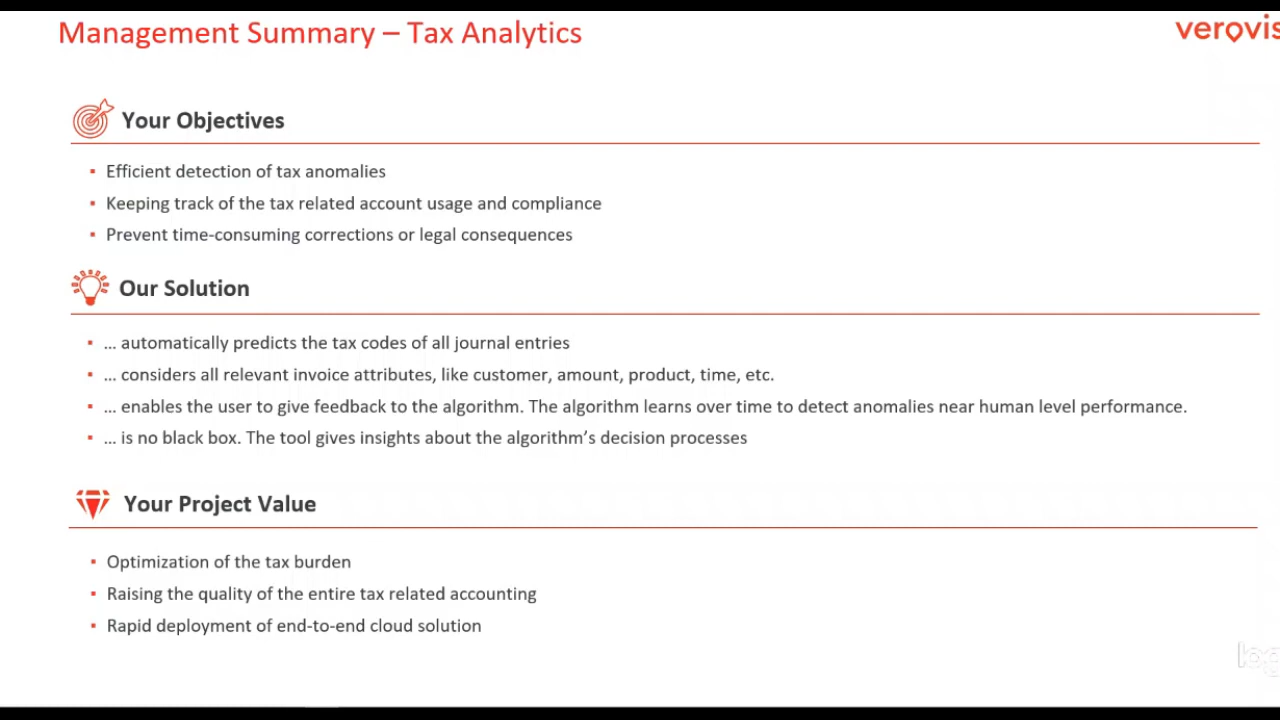 Management Summary – Tax Analytics
verovis
Your Objectives
▪ Efficient detection of tax anomalies
▪ Keeping track of the tax related account usage and compliance
▪ Prevent time-consuming corrections or legal consequences
Our Solution
▪ ... automatically predicts the tax codes of all journal entries
▪ ... considers all relevant invoice attributes, like customer, amount, product, time, etc.
▪ ... enables the user to give feedback to the algorithm. The algorithm learns over time to detect anomalies near human level performance.
▪ ... is no black box. The tool gives insights about the algorithm’s decision processes
Your Project Value
▪ Optimization of the tax burden
▪ Raising the quality of the entire tax related accounting
▪ Rapid deployment of end-to-end cloud solution